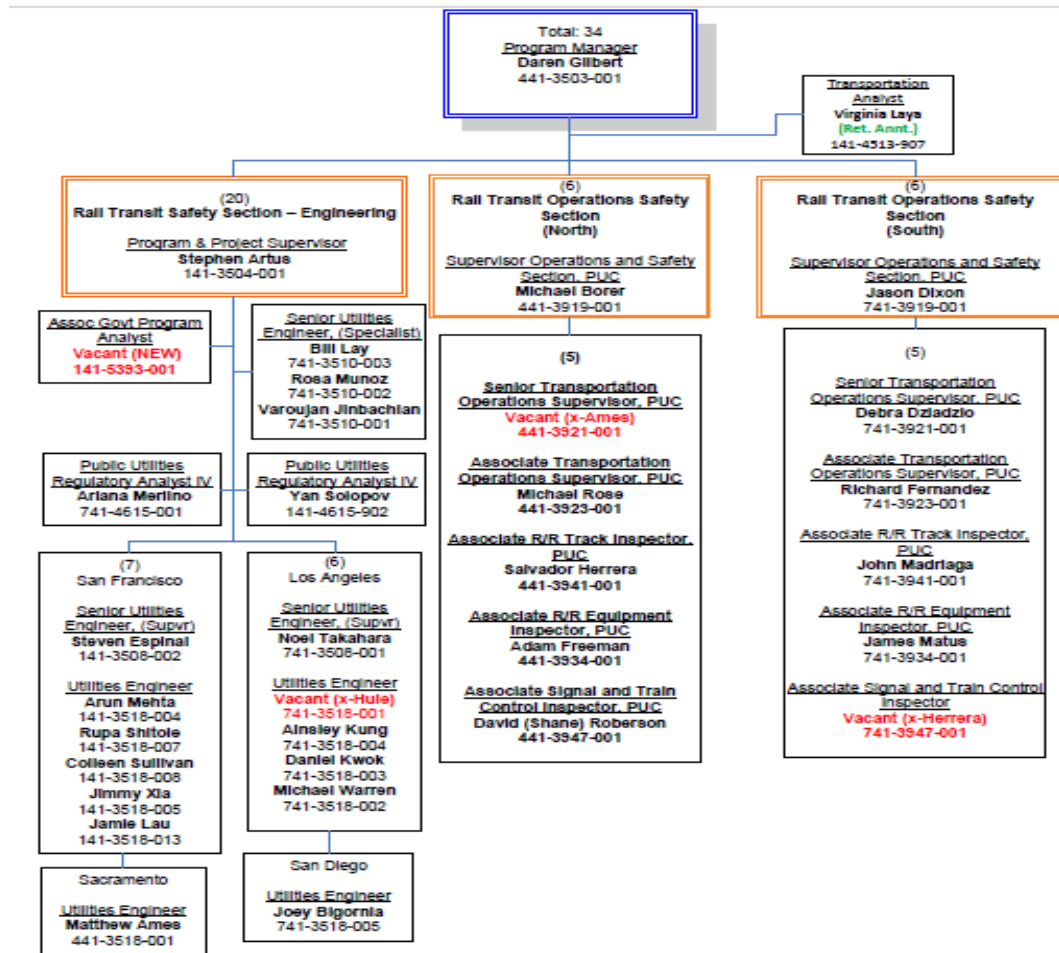 Total: 34
Program Manager
Daren Gilbert
441-3503-001
Transportation
Analyst
Virginia Laya
(Ret. Annt.)
141-4513-907
(20)
Rail Transit Safety Section – Engineering
Program & Project Supervisor
Stephen Artus
141-3504-001
(6)
Rail Transit Operations Safety
Section
(North)
Supervisor Operations and Safety
Section, PUC
Michael Borer
441-3919-001
(6)
Rail Transit Operations Safety
Section
(South)
Supervisor Operations and Safety
Section, PUC
Jason Dixon
741-3919-001
Assoc Govt Program
Analyst
Vacant (NEW)
141-5393-001
Senior Utilities
Engineer, (Specialist)
Bill Lay
741-3510-003
Rosa Munoz
741-3510-002
Varoujan Jinbachian
741-3510-001
Public Utilities
Regulatory Analyst IV
Ariana Merlino
741-4615-001
Public Utilities
Regulatory Analyst IV
Yan Solopov
141-4615-902
(7)
San Francisco
Senior Utilities
Engineer, (Supvr)
Steven Espinal
141-3508-002
Utilities Engineer
Arun Mehta
141-3518-004
Rupa Shitole
141-3518-007
Colleen Sullivan
141-3518-008
Jimmy Xia
141-3518-005
Jamie Lau
141-3518-013
Sacramento
Utilities Engineer
Matthew Ames
441-3518-001
(6)
Los Angeles
Senior Utilities
Engineer, (Supvr)
Noel Takahara
741-3508-001
Utilities Engineer
Vacant (x-Huie)
741-3518-001
Ainsley Kung
741-3518-004
Daniel Kwok
741-3518-003
Michael Warren
741-3518-002
San Diego
Utilities Engineer
Joey Bigornia
741-3518-005
(5)
Senior Transportation
Operations Supervisor, PUC
Vacant (x-Ames)
441-3921-001
Associate Transportation
Operations Supervisor, PUC
Michael Rose
441-3923-001
Associate R/R Track Inspector,
PUC
Salvador Herrera
441-3941-001
Associate R/R Equipment
Inspector, PUC
Adam Freeman
441-3934-001
Associate Signal and Train
Control Inspector, PUC
David (Shane) Roberson
441-3947-001
(5)
Senior Transportation
Operations Supervisor, PUC
Debra Dziadzio
741-3921-001
Associate Transportation
Operations Supervisor, PUC
Richard Fernandez
741-3923-001
Associate R/R Track Inspector,
PUC
John Madriaga
741-3941-001
Associate R/R Equipment
Inspector, PUC
James Matus
741-3934-001
Associate Signal and Train Control
Inspector
Vacant (x-Herrera)
741-3947-001